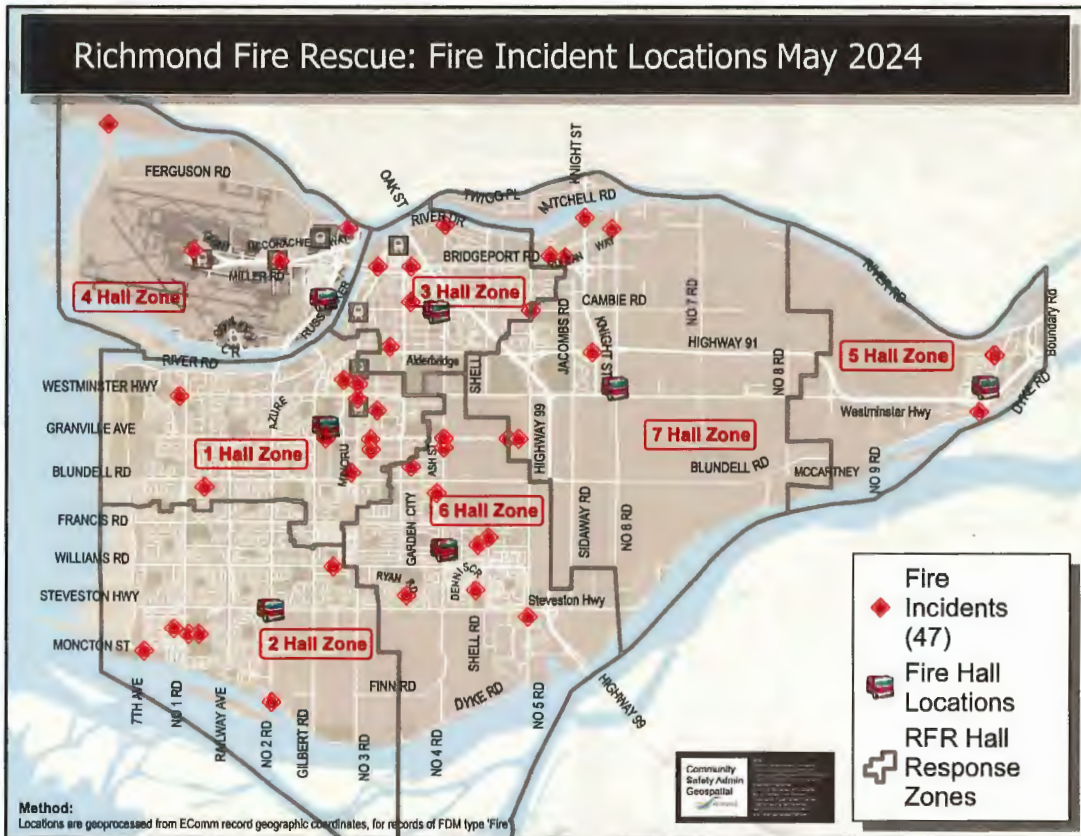 Richmond Fire Rescue: Fire Incident Locations May 2024
FERGUSON RD
OAK ST
KNIGHT ST
MITCHELL RD
RIVER DR
BRIDGEPORT RD
MILLER RD
4 Hall Zone
3 Hall Zone
CAMBIE RD
NO 7 RD
RIVER RD
Boundary Rd
RIVER RD
Alderbridge
SHELL
JACOMBS RD
KNIGHT ST
HIGHWAY 91
NO 8 RD
5 Hall Zone
WESTMINSTER HWY
AZURE
DYKE RD
Westminster Hwy
GRANVILLE AVE
1 Hall Zone
MINORU
ASH ST
HIGHWAY 99
7 Hall Zone
BLUNDELL RD
BLUNDELL RD
MCCARTNEY
NO 9 RD
FRANCIS RD
GARDEN CITY
6 Hall Zone
SIDAWAY RD
NO 6 RD
WILLIAMS RD
RYAN RD
DENNIS CR
STEVESTON HWY
Steveston Hwy
MONCTON ST
2 Hall Zone
SHELL RD
FINN RD
DYKE RD
HIGHWAY 99
7TH AVE
NO 1 RD
RAILWAY AVE
NO 2 RD
GILBERT RD
NO 3 RD
NO 4 RD
NO 5 RD
Fire
Incidents
(47)
Fire Hall
Locations
RFR Hall
Response
Zones
Community
Safety Admin
Geospatial
Method:
Locations are geoprocessed from EComm record geographic coordinates, for records of FDM type 'Fire'